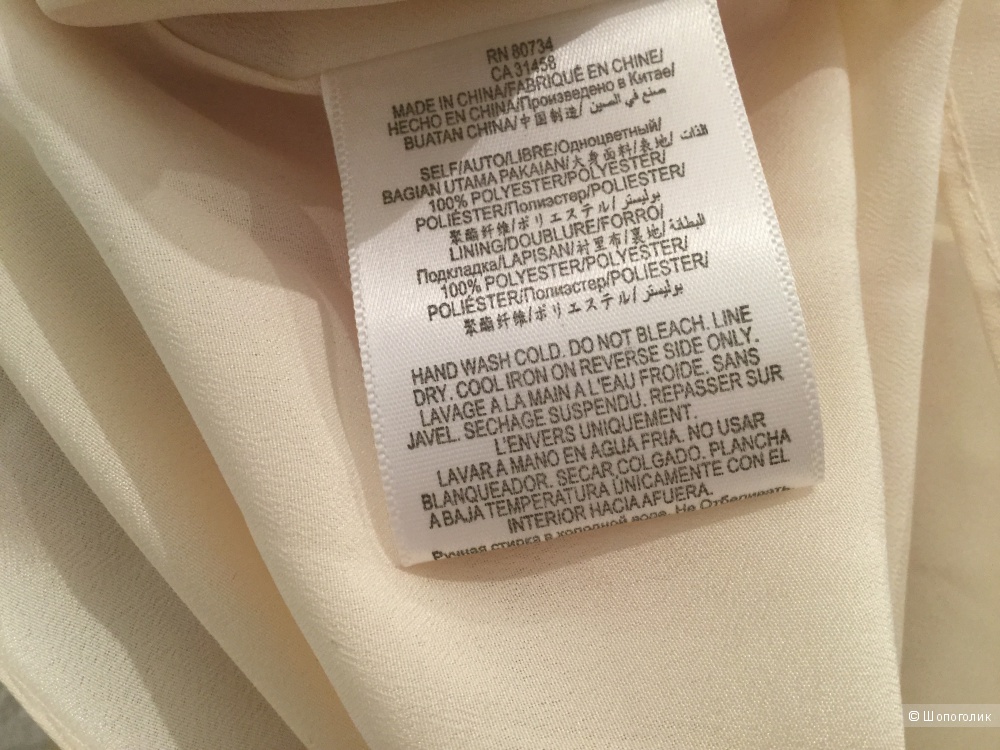 RN 80734
CA 31458
MADE IN CHINA/FABRIQUÉ EN CHINE/
HECHO EN CHINA/Произведено в Китае/
BUATAN CHINA/中国制造/ صنع في الصين
SELF/AUTO/LIBRE/Одноцветный/
BAGIAN UTAMA PAKAIAN/大身面料/表地/ الذات
100% POLYESTER/POLYESTER/
POLIÉSTER/Полиэстер/POLIESTER/
聚酯纤维/ポリエステル/ بوليستر
LINING/DOUBLURE/FORRO/
Подкладка/LAPISAN/衬里布/裏地/ البطانة
100% POLYESTER/POLYESTER/
POLIÉSTER/Полиэстер/POLIESTER/
聚酯纤维/ポリエステル/ بوليستر
HAND WASH COLD. DO NOT BLEACH. LINE
DRY. COOL IRON ON REVERSE SIDE ONLY.
LAVAGE A LA MAIN A L'EAU FROIDE. SANS
JAVEL. SECHAGE SUSPENDU. REPASSER SUR
L'ENVERS UNIQUEMENT.
LAVAR A MANO EN AGUA FRIA. NO USAR
BLANQUEADOR. SECAR COLGADO. PLANCHA
A BAJA TEMPERATURA ÚNICAMENTE CON EL
INTERIOR HACIA AFUERA.
Ручная стирка в холодной воде. Не Отбеливать.
© Шопоголик